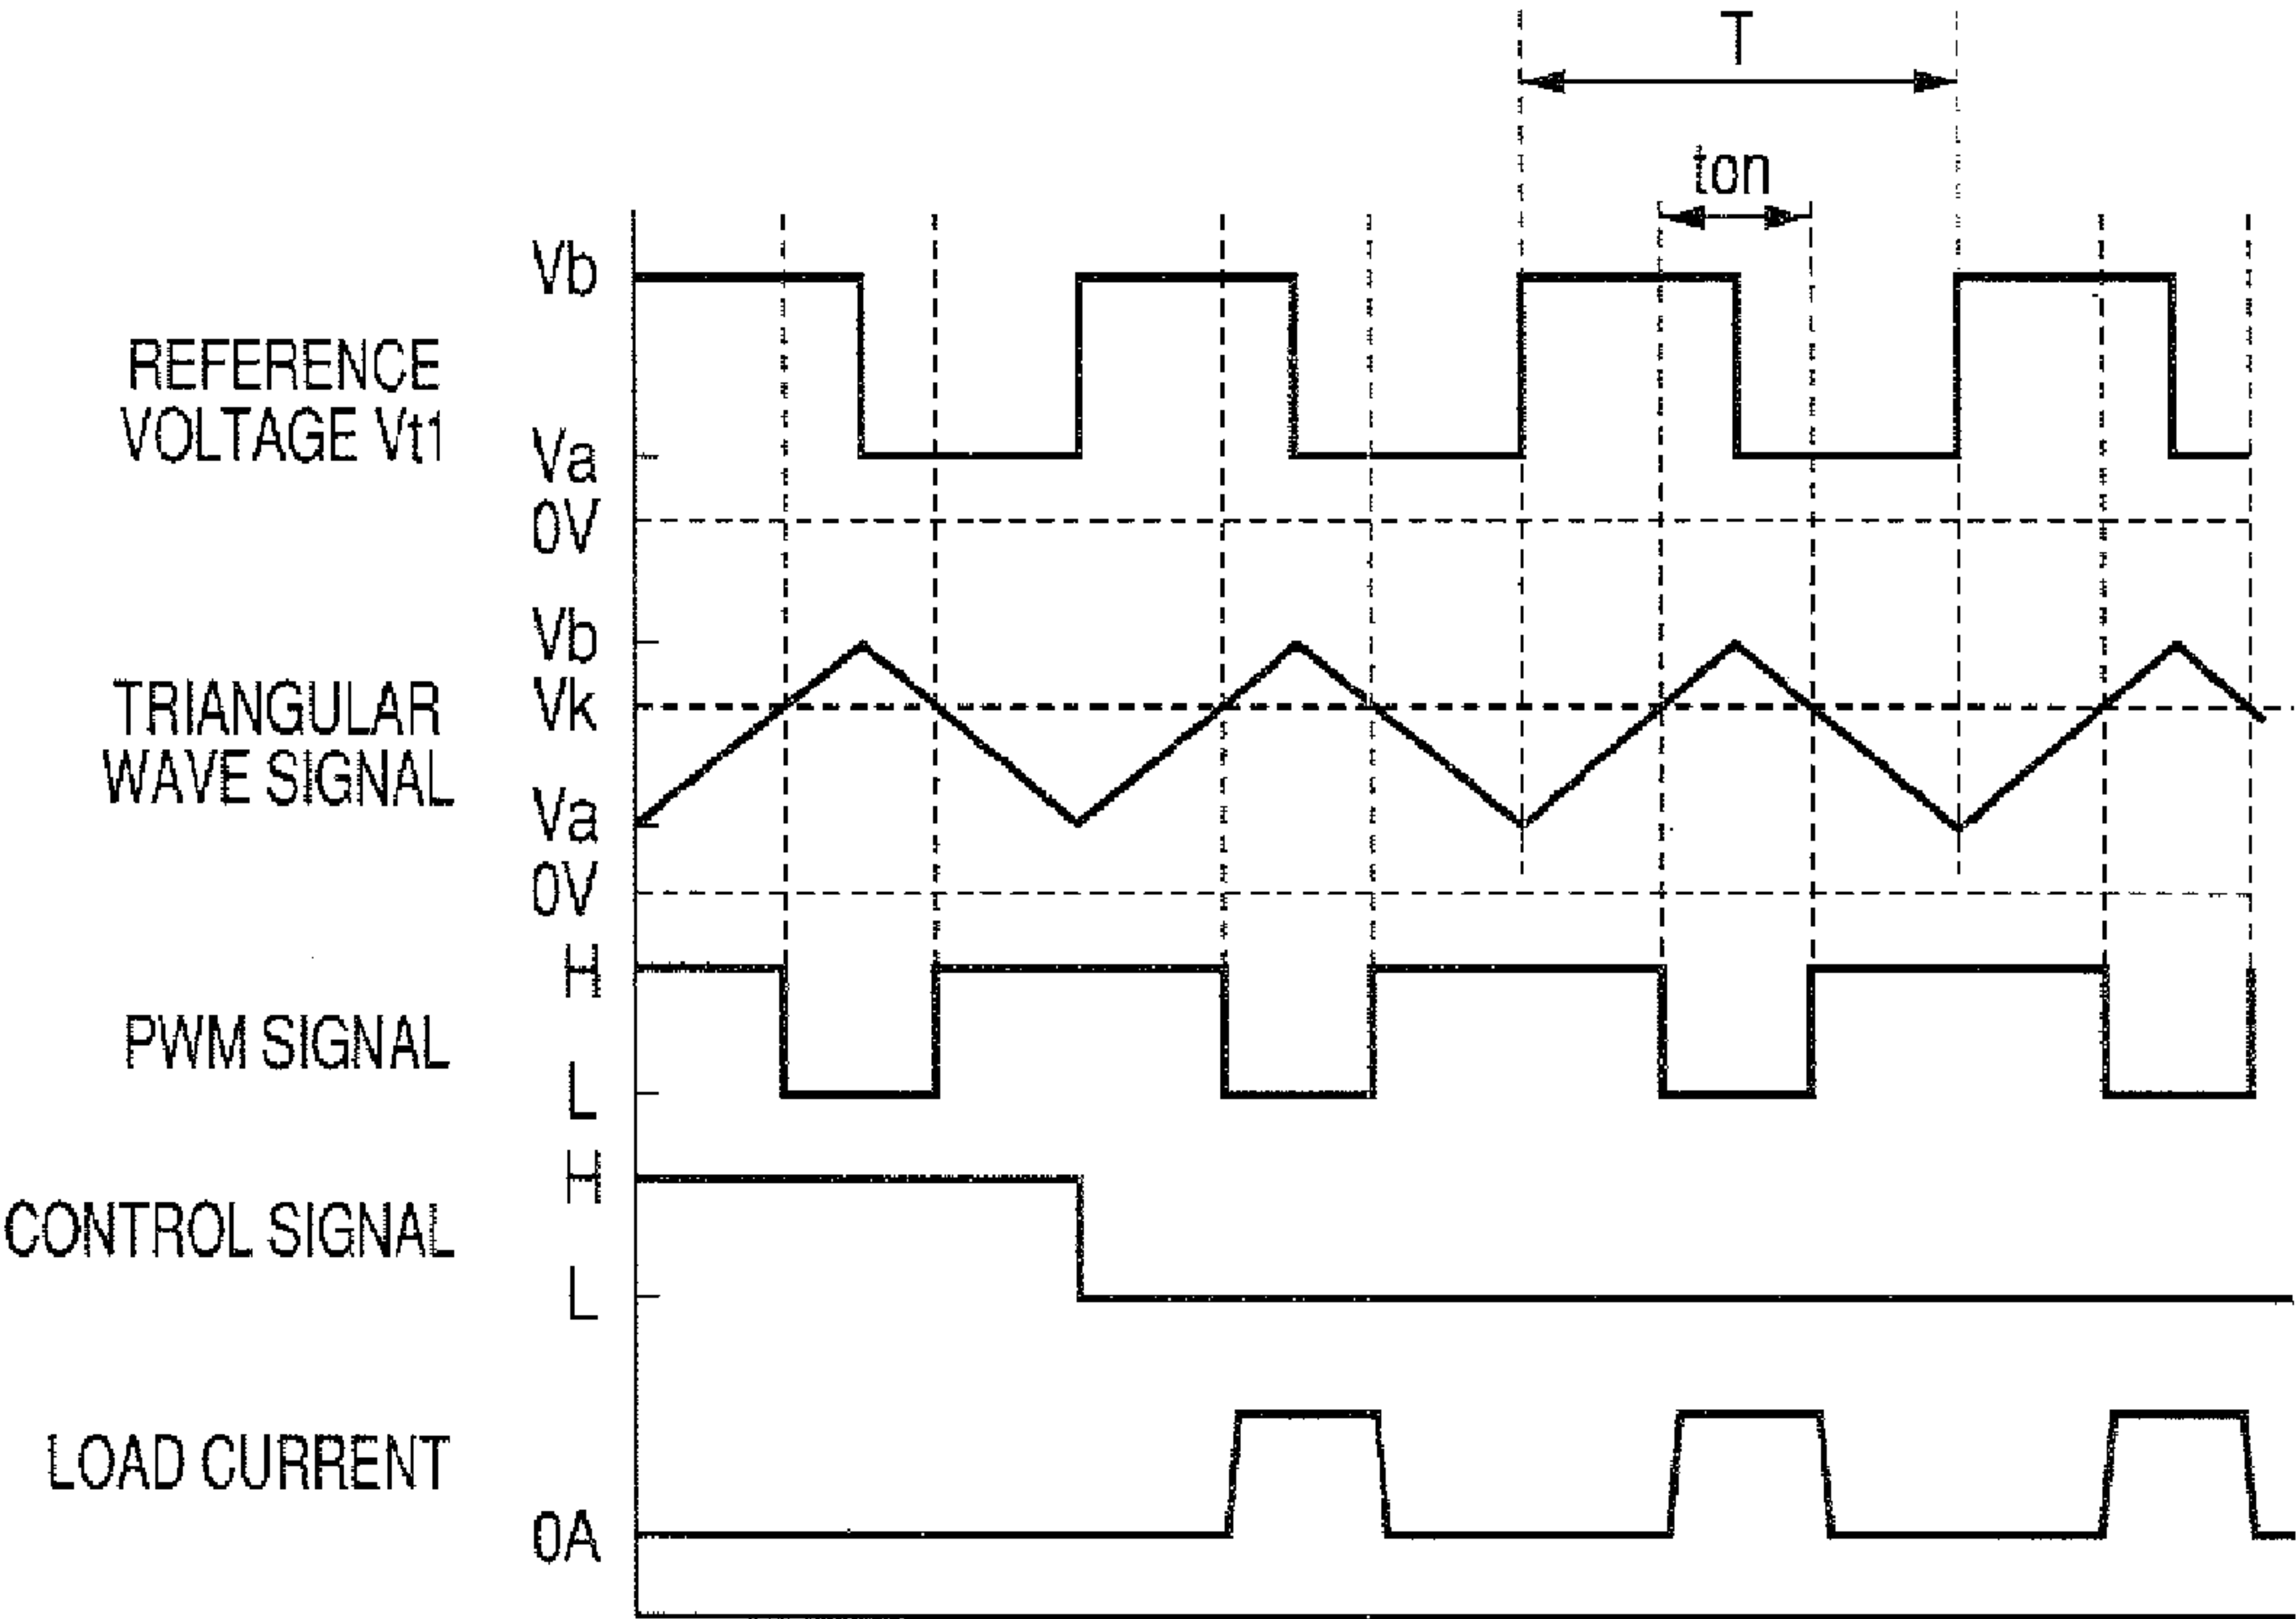 T
ton
Vb
REFERENCE
VOLTAGE Vt1
Va
0V
Vb
TRIANGULAR
WAVE SIGNAL
Vk
Va
0V
H
PWM SIGNAL
L
H
CONTROL SIGNAL
L
LOAD CURRENT
0A